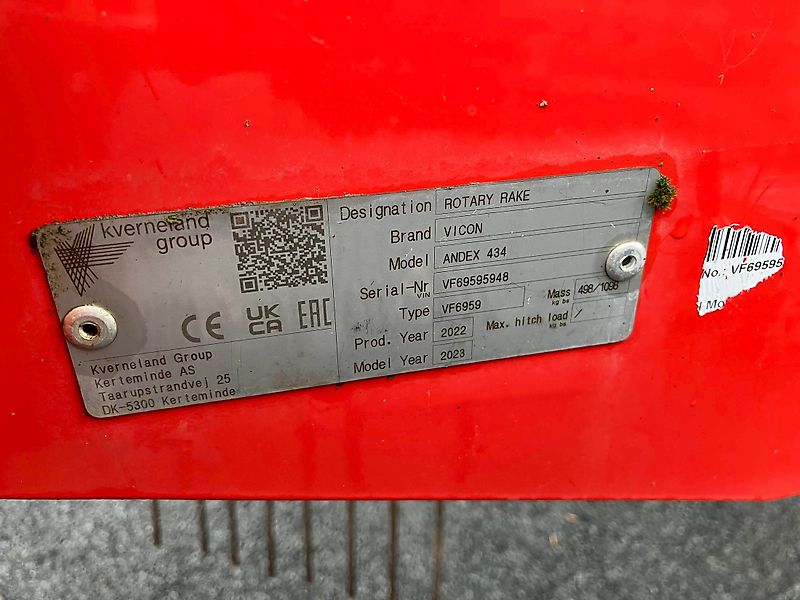 kverneland
group
CE
UK
CA
EAC
Kverneland Group
Kerteminde AS
Taarupstrandvej 25
DK-5300 Kerteminde
Designation ROTARY RAKE
Brand VICON
Model ANDEX 434
Serial-Nr VF69595948
VIN
Type VF6959
Mass 498/1098
kg lbs
Prod. Year 2022
Max. hitch load /
kg lbs
Model Year 2023
No.: VF69595
Mo